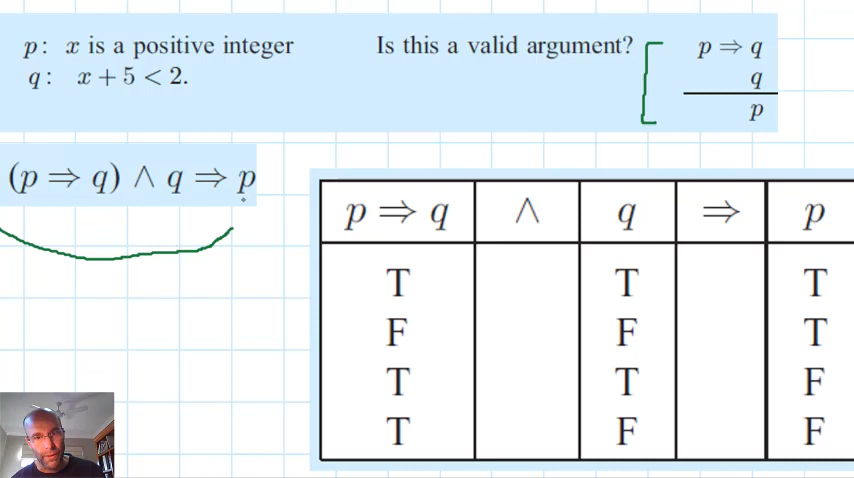 p: x is a positive integer
q: x + 5 < 2.
Is this a valid argument?
p ⇒ q
q
p
(p ⇒ q) ∧ q ⇒ p
p ⇒ q ∧ q ⇒ p
T T T
F F T
T T F
T F F